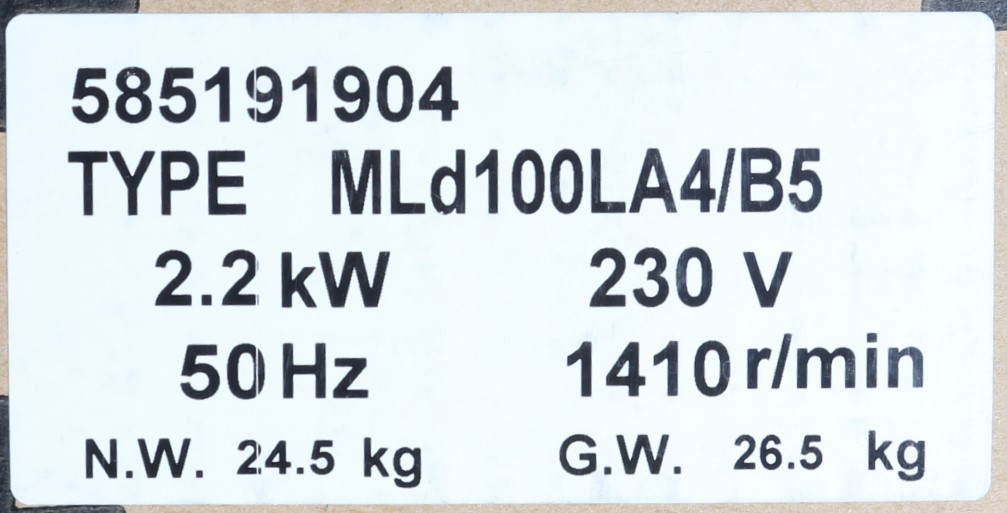 585191904
TYPE MLd100LA4/B5
2.2 kW 230 V
50 Hz 1410 r/min
N.W. 24.5 kg G.W. 26.5 kg